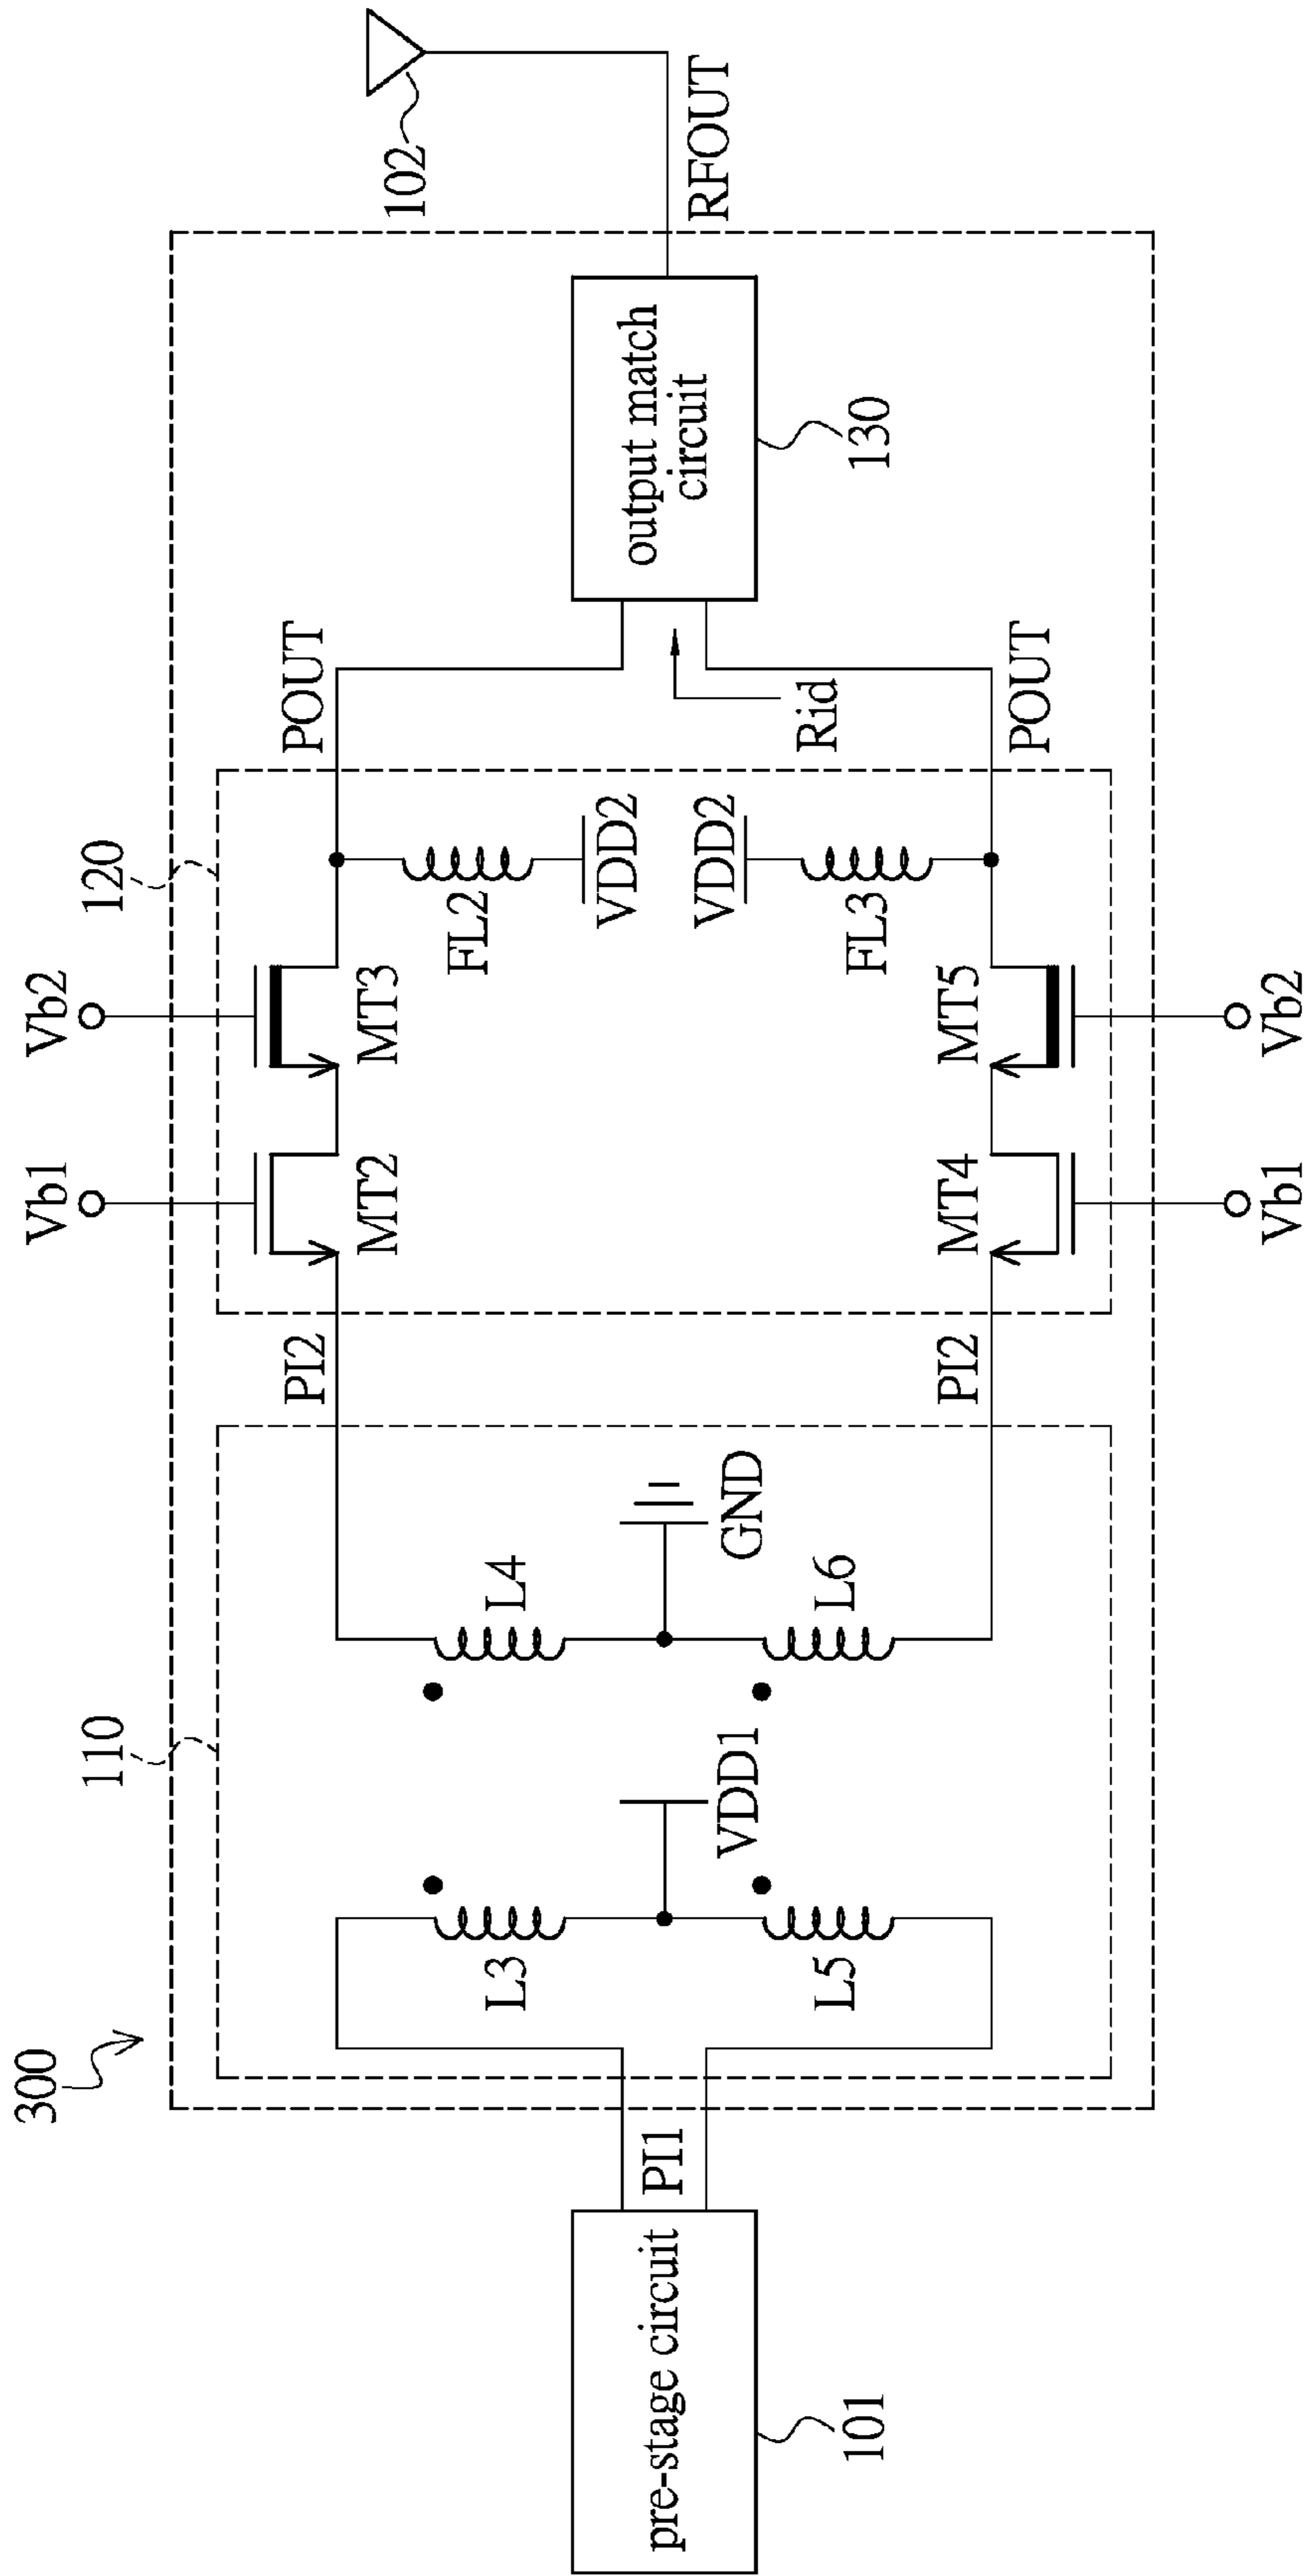 300
110
120
Vb1
Vb2
pre-stage circuit
101
PI1
L3
L5
VDD1
L4
L6
GND
PI2
PI2
MT2
MT3
MT4
MT5
FL2
VDD2
VDD2
FL3
POUT
POUT
Rid
output match
circuit
130
RFOUT
102
Vb1
Vb2